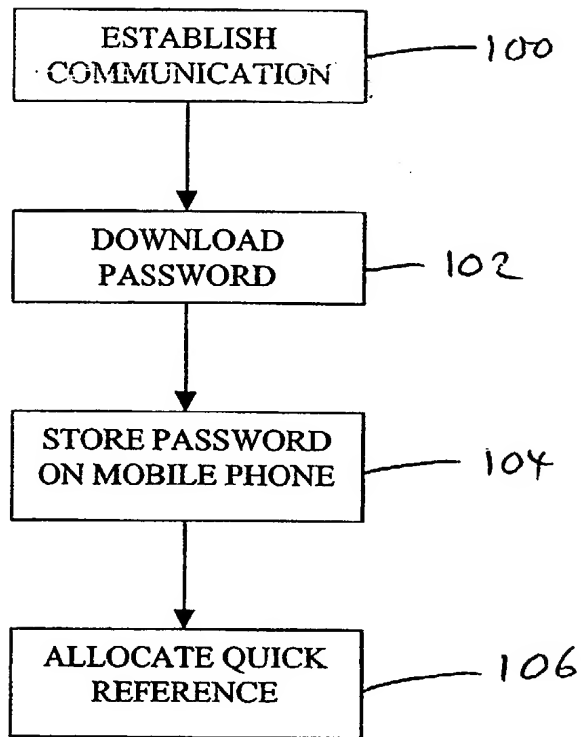 ESTABLISH
COMMUNICATION
100
DOWNLOAD
PASSWORD
102
STORE PASSWORD
ON MOBILE PHONE
104
ALLOCATE QUICK
REFERENCE
106